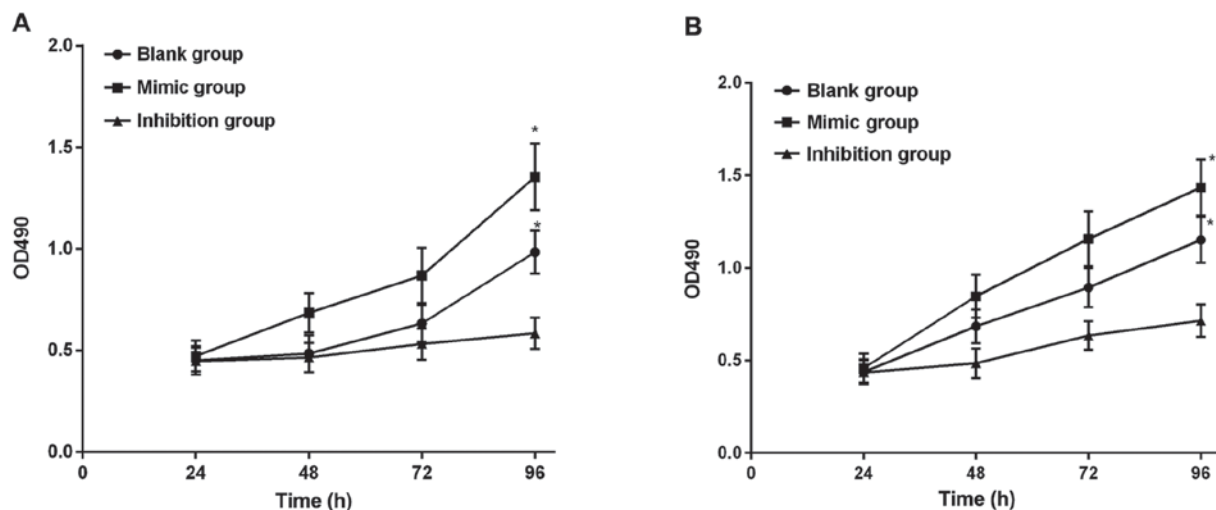 A
2.0
Blank group
Mimic group
Inhibition group
1.5
*
*
1.0
OD490
0.5
0.0
0 24 48 72 96
Time (h)
B
2.0
Blank group
Mimic group
Inhibition group
1.5
*
*
1.0
OD490
0.5
0.0
0 24 48 72 96
Time (h)